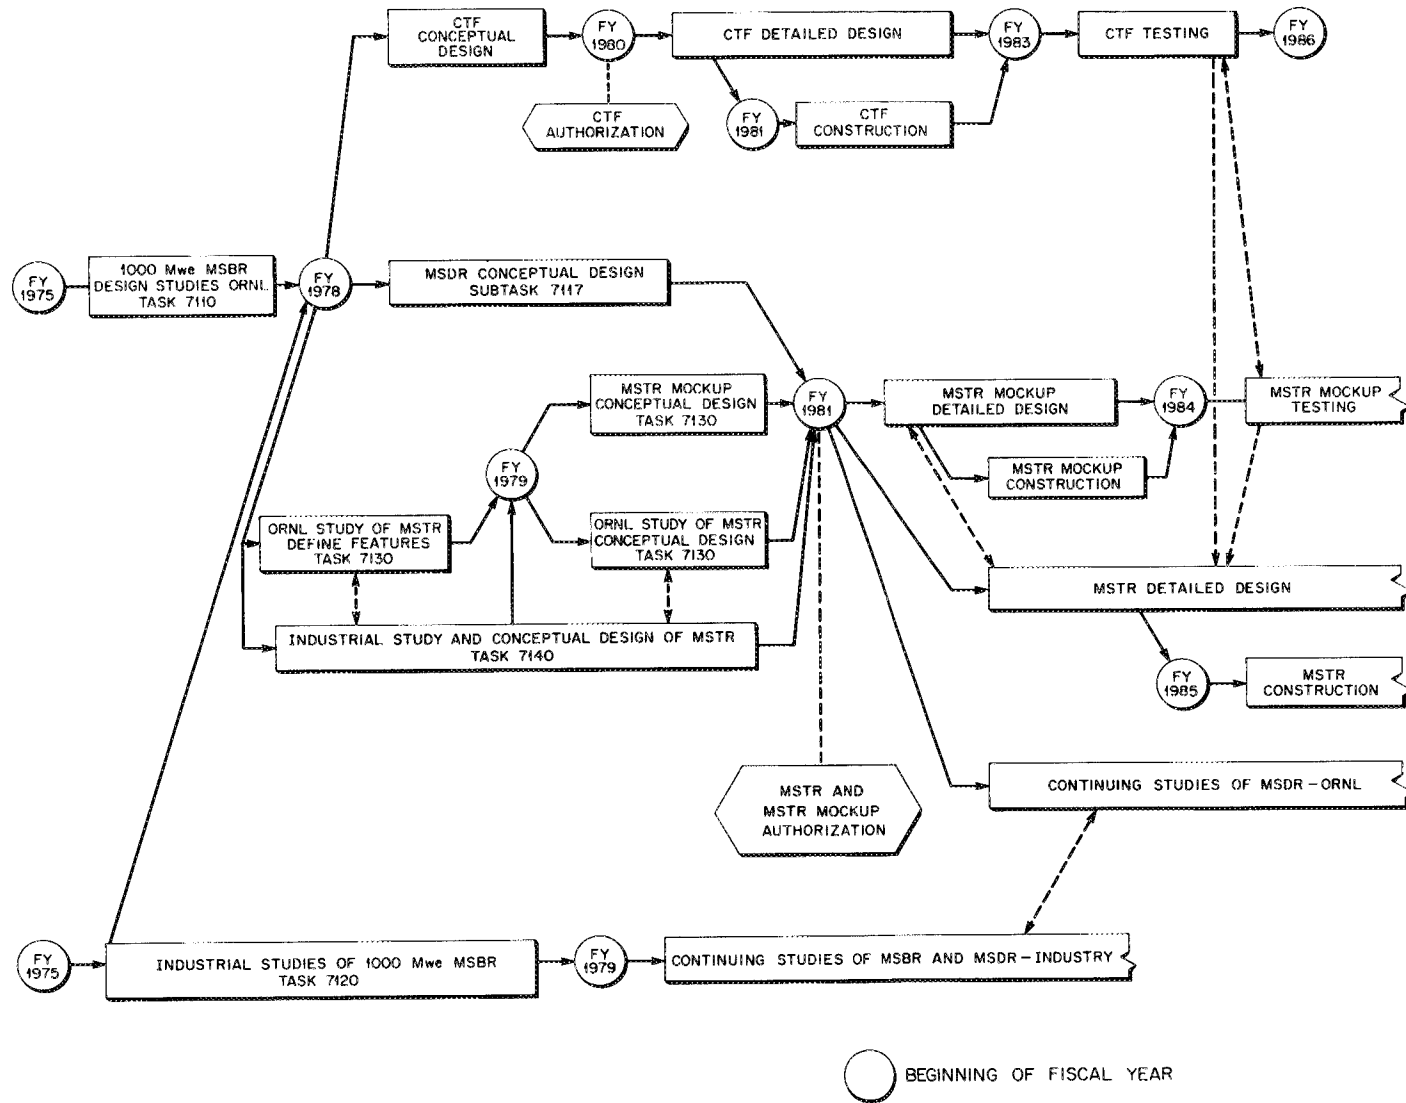 CTF
CONCEPTUAL
DESIGN
FY
1980
CTF DETAILED DESIGN
FY
1983
CTF TESTING
FY
1986
CTF
AUTHORIZATION
FY
1981
CTF
CONSTRUCTION
FY
1975
1000 Mwe MSBR
DESIGN STUDIES ORNL
TASK 7110
FY
1978
MSDR CONCEPTUAL DESIGN
SUBTASK 7117
MSTR MOCKUP
CONCEPTUAL DESIGN
TASK 7130
FY
1981
MSTR MOCKUP
DETAILED DESIGN
FY
1984
MSTR MOCKUP
TESTING
FY
1979
MSTR MOCKUP
CONSTRUCTION
ORNL STUDY OF MSTR
DEFINE FEATURES
TASK 7130
ORNL STUDY OF MSTR
CONCEPTUAL DESIGN
TASK 7130
MSTR DETAILED DESIGN
INDUSTRIAL STUDY AND CONCEPTUAL DESIGN OF MSTR
TASK 7140
FY
1985
MSTR
CONSTRUCTION
MSTR AND
MSTR MOCKUP
AUTHORIZATION
CONTINUING STUDIES OF MSDR-ORNL
FY
1975
INDUSTRIAL STUDIES OF 1000 Mwe MSBR
TASK 7120
FY
1979
CONTINUING STUDIES OF MSBR AND MSDR-INDUSTRY
BEGINNING OF FISCAL YEAR